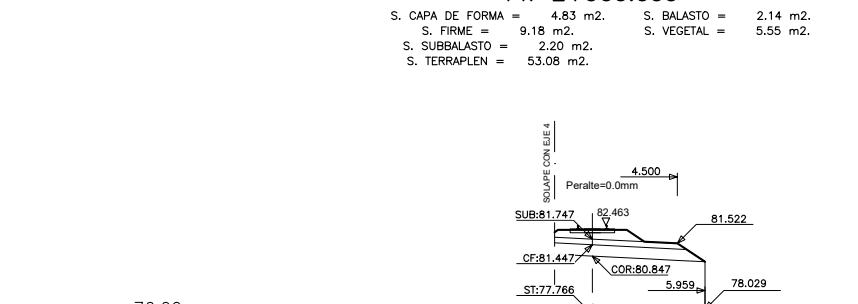 S. CAPA DE FORMA = 4.83 m2. S. BALASTO = 2.14 m2.
S. FIRME = 9.18 m2. S. VEGETAL = 5.55 m2.
S. SUBBALASTO = 2.20 m2.
S. TERRAPLEN = 53.08 m2.
SOLAPE CON EJE 4
4.500
Peralte=0.0mm
SUB:81.747
82.463
81.522
CF:81.447
COR:80.847
5.959
78.029
ST:77.766